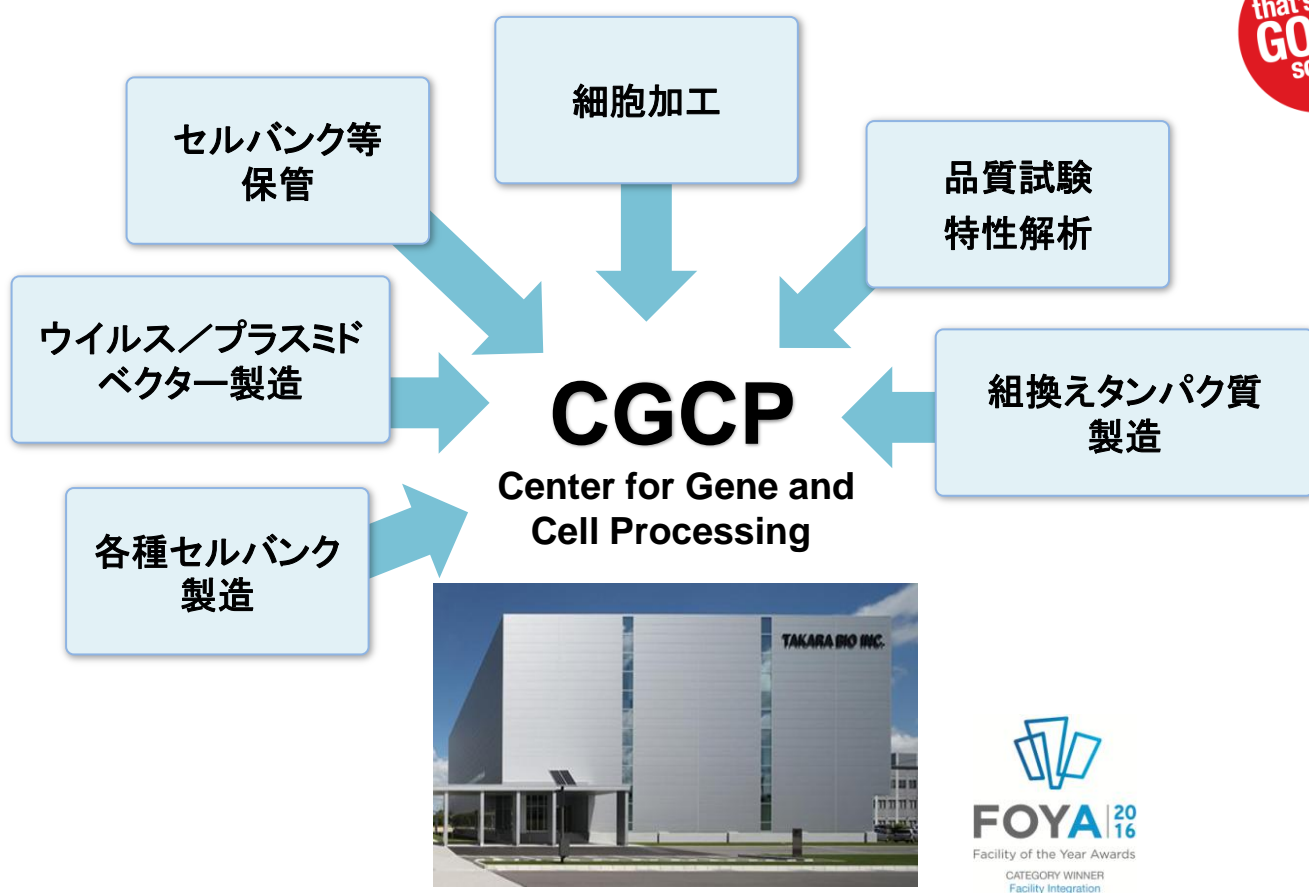 that's
細胞加工
セルバンク等
保管
品質試験
特性解析
ウイルス／プラスミド
ベクター製造
組換えタンパク質
製造
各種セルバンク
製造
CGCP
Center for Gene and
Cell Processing
TAKARA BIO INC.
FOYA 20
16
Facility of the Year Awards
CATEGORY WINNER
Facility Integration